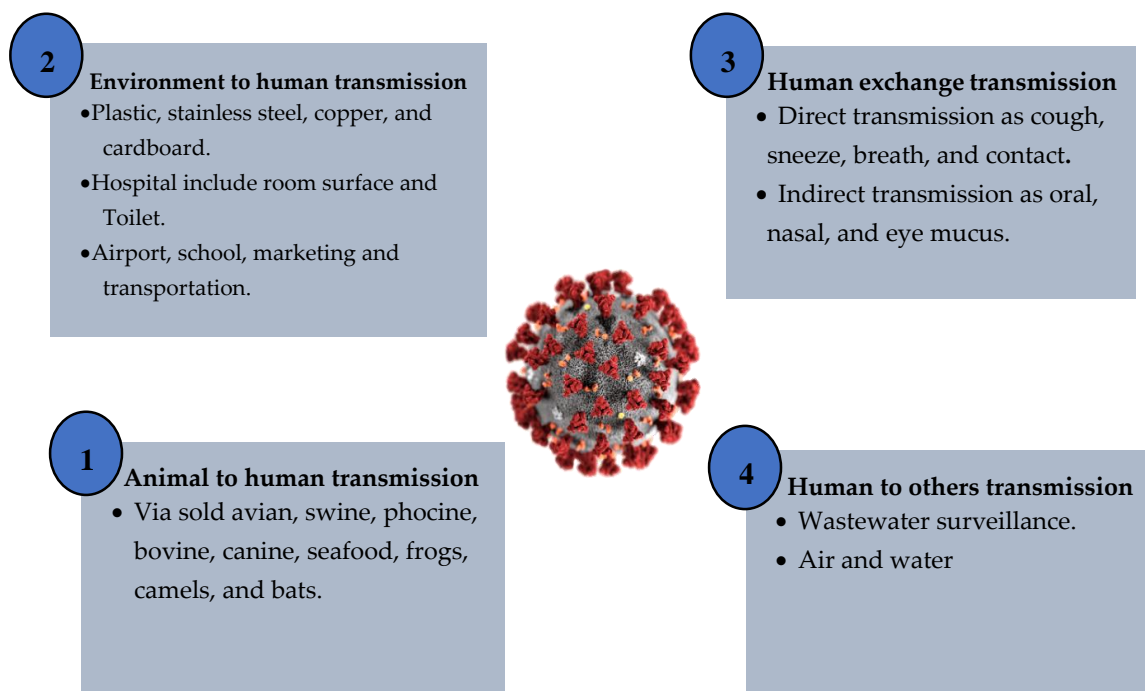 2
Environment to human transmission
•Plastic, stainless steel, copper, and
cardboard.
•Hospital include room surface and
Toilet.
•Airport, school, marketing and
transportation.
3
Human exchange transmission
• Direct transmission as cough,
sneeze, breath, and contact.
• Indirect transmission as oral,
nasal, and eye mucus.
1
Animal to human transmission
• Via sold avian, swine, phocine,
bovine, canine, seafood, frogs,
camels, and bats.
4
Human to others transmission
• Wastewater surveillance.
• Air and water